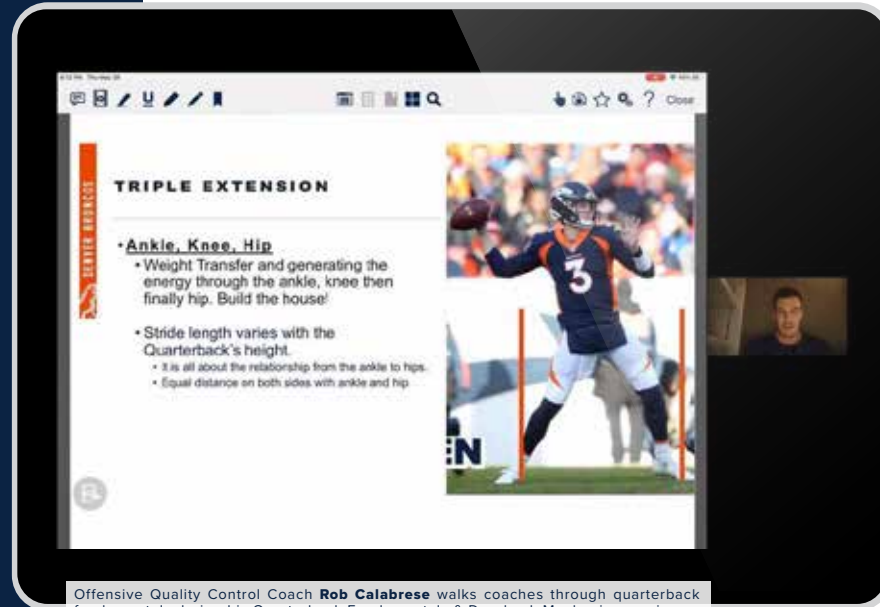 Close
DENVER BRONCOS
TRIPLE EXTENSION
•Ankle, Knee, Hip
•Weight Transfer and generating the
energy through the ankle, knee then
finally hip. Build the house!
•Stride length varies with the
Quarterback's height.
•It is all about the relationship from the ankle to hips.
•Equal distance on both sides with ankle and hip
3
EN
Offensive Quality Control Coach Rob Calabrese walks coaches through quarterback